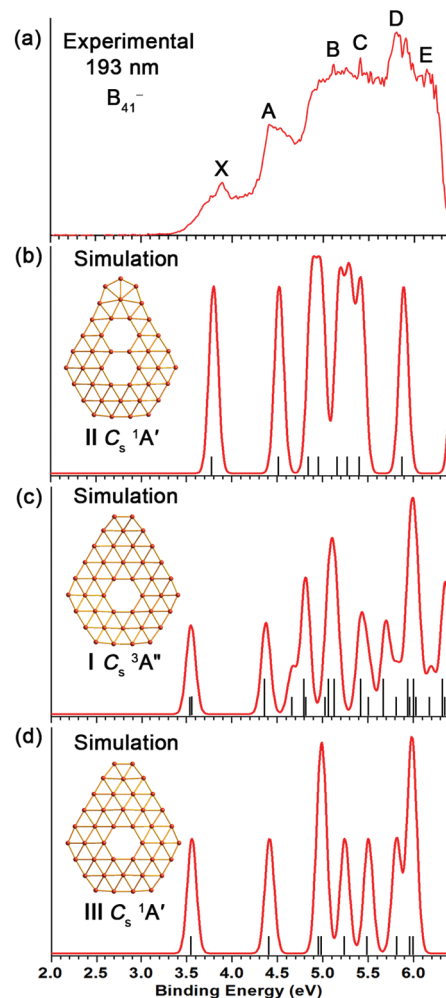 (a)
Experimental
193 nm
B₄₁⁻
X
A
B
C
D
E
(b)
Simulation
II Cₛ ¹A′
(c)
Simulation
I Cₛ ³A"
(d)
Simulation
III Cₛ ¹A′
2.0 2.5 3.0 3.5 4.0 4.5 5.0 5.5 6.0
Binding Energy (eV)